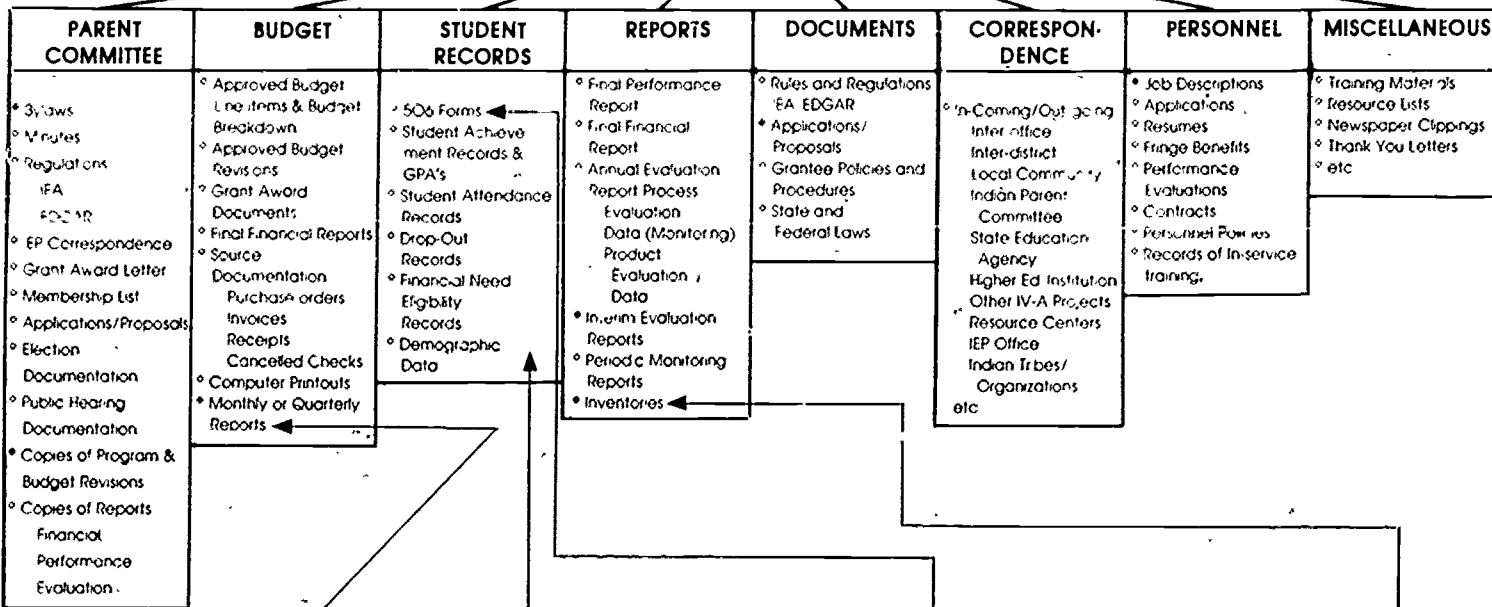 PARENT
COMMITTEE
° Bylaws
° Minutes
° Regulations
IEA
EDGAR
° IEP Correspondence
° Grant Award Letter
° Membership List
° Applications/Proposals
° Election
Documentation
° Public Hearing
Documentation
• Copies of Program &
Budget Revisions
° Copies of Reports
Financial
Performance
Evaluation
BUDGET
° Approved Budget
Line items & Budget
Breakdown
° Approved Budget
Revisions
° Grant Award
Documents
° Final Financial Reports
° Source
Documentation
Purchase orders
Invoices
Receipts
Cancelled Checks
° Computer Printouts
• Monthly or Quarterly
Reports
STUDENT
RECORDS
° 506 Forms
° Student Achieve
ment Records &
GPA's
° Student Attendance
Records
° Drop-Out
Records
° Financial Need
Eligibility
Records
° Demographic
Data
REPORTS
° Final Performance
Report
° Final Financial
Report
° Annual Evaluation
Report Process
Evaluation
Data (Monitoring)
Product
Evaluation
Data
• Interim Evaluation
Reports
° Periodic Monitoring
Reports
• Inventories
DOCUMENTS
° Rules and Regulations
IEA EDGAR
• Applications/
Proposals
° Grantee Policies and
Procedures
° State and
Federal Laws
CORRESPON-
DENCE
° In-Coming/Out going
Inter office
Inter-district
Local Community
Indian Parent
Committee
State Education
Agency
Higher Ed Institution
Other IV-A Projects
Resource Centers
IEP Office
Indian Tribes/
Organizations
etc
PERSONNEL
• Job Descriptions
° Applications
° Resumes
° Fringe Benefits
° Performance
Evaluations
° Contracts
° Personnel Policies
° Records of In-service
training.
MISCELLANEOUS
° Training Materials
° Resource Lists
° Newspaper Clippings
° Thank You Letters
° etc